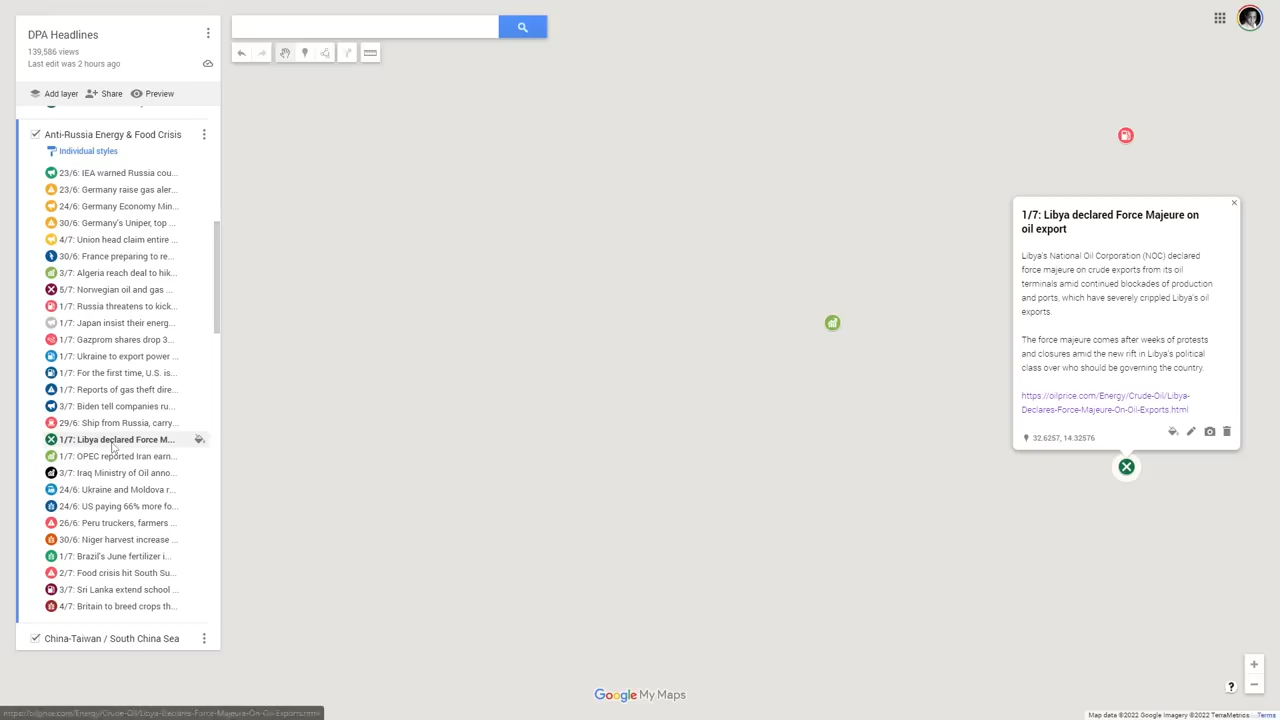 DPA Headlines
139,586 views
Last edit was 2 hours ago
Add layer
Share
Preview
Anti-Russia Energy & Food Crisis
Individual styles
23/6: IEA warned Russia cou...
23/6: Germany raise gas aler...
24/6: Germany Economy Min...
30/6: Germany's Uniper, top ...
4/7: Union head claim entire ...
30/6: France preparing to re...
3/7: Algeria reach deal to hik...
5/7: Norwegian oil and gas ...
1/7: Russia threatens to kick...
1/7: Japan insist their energ...
1/7: Gazprom shares drop 3...
1/7: Ukraine to export power ...
1/7: For the first time, U.S. is...
1/7: Reports of gas theft dire...
3/7: Biden tell companies ru...
29/6: Ship from Russia, carry...
1/7: Libya declared Force M...
1/7: OPEC reported Iran earn...
3/7: Iraq Ministry of Oil anno...
24/6: Ukraine and Moldova r...
24/6: US paying 66% more fo...
26/6: Peru truckers, farmers ...
30/6: Niger harvest increase ...
1/7: Brazil's June fertilizer i...
2/7: Food crisis hit South Su...
3/7: Sri Lanka extend school ...
4/7: Britain to breed crops th...
China-Taiwan / South China Sea
1/7: Libya declared Force Majeure on
oil export
Libya's National Oil Corporation (NOC) declared
force majeure on crude exports from its oil
terminals amid continued blockades of production
and ports, which have severely crippled Libya's oil
exports.
The force majeure comes after weeks of protests
and closures amid the new rift in Libya's political
class over who should be governing the country.
https://oilprice.com/Energy/Crude-Oil/Libya-
Declares-Force-Majeure-On-Oil-Exports.html
32.6257, 14.32576
Google My Maps
https://oilprice.com/Energy/Crude-Oil/Libya-Declares-Force-Majeure-On-Oil-Exports.html
Map data ©2022 Google Imagery ©2022 TerraMetrics
Terms